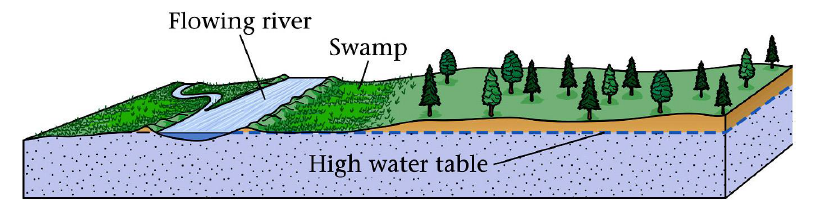 Flowing river
Swamp
High water table